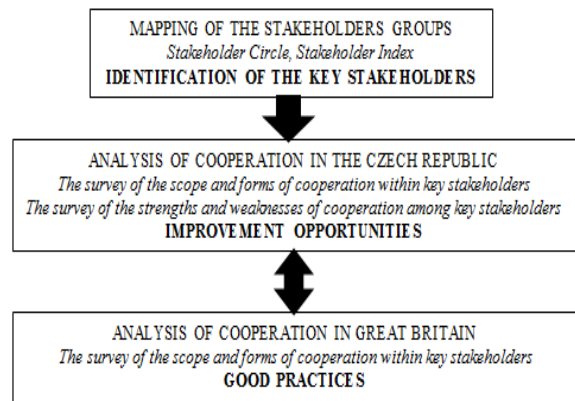 MAPPING OF THE STAKEHOLDERS GROUPS
Stakeholder Circle, Stakeholder Index
IDENTIFICATION OF THE KEY STAKEHOLDERS
ANALYSIS OF COOPERATION IN THE CZECH REPUBLIC
The survey of the scope and forms of cooperation within key stakeholders
The survey of the strengths and weaknesses of cooperation among key stakeholders
IMPROVEMENT OPPORTUNITIES
ANALYSIS OF COOPERATION IN GREAT BRITAIN
The survey of the scope and forms of cooperation within key stakeholders
GOOD PRACTICES